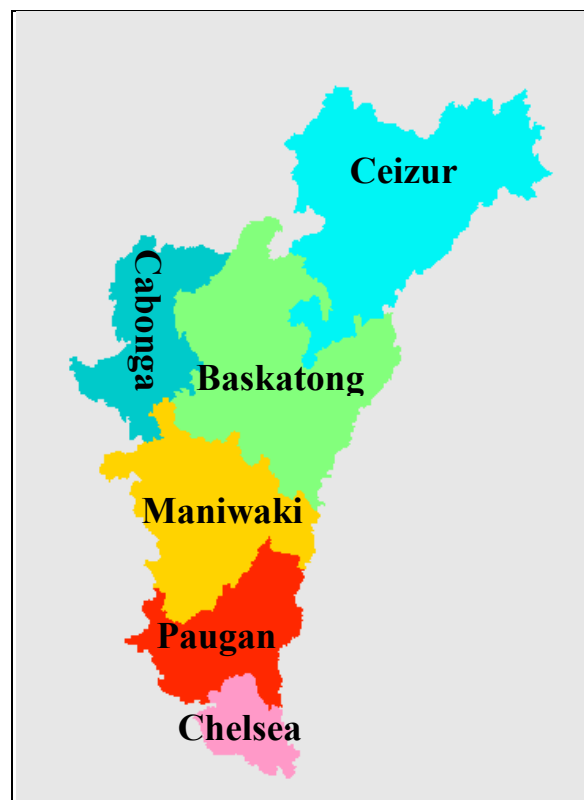 Ceizur
Cabonga
Baskatong
Maniwaki
Paugan
Chelsea